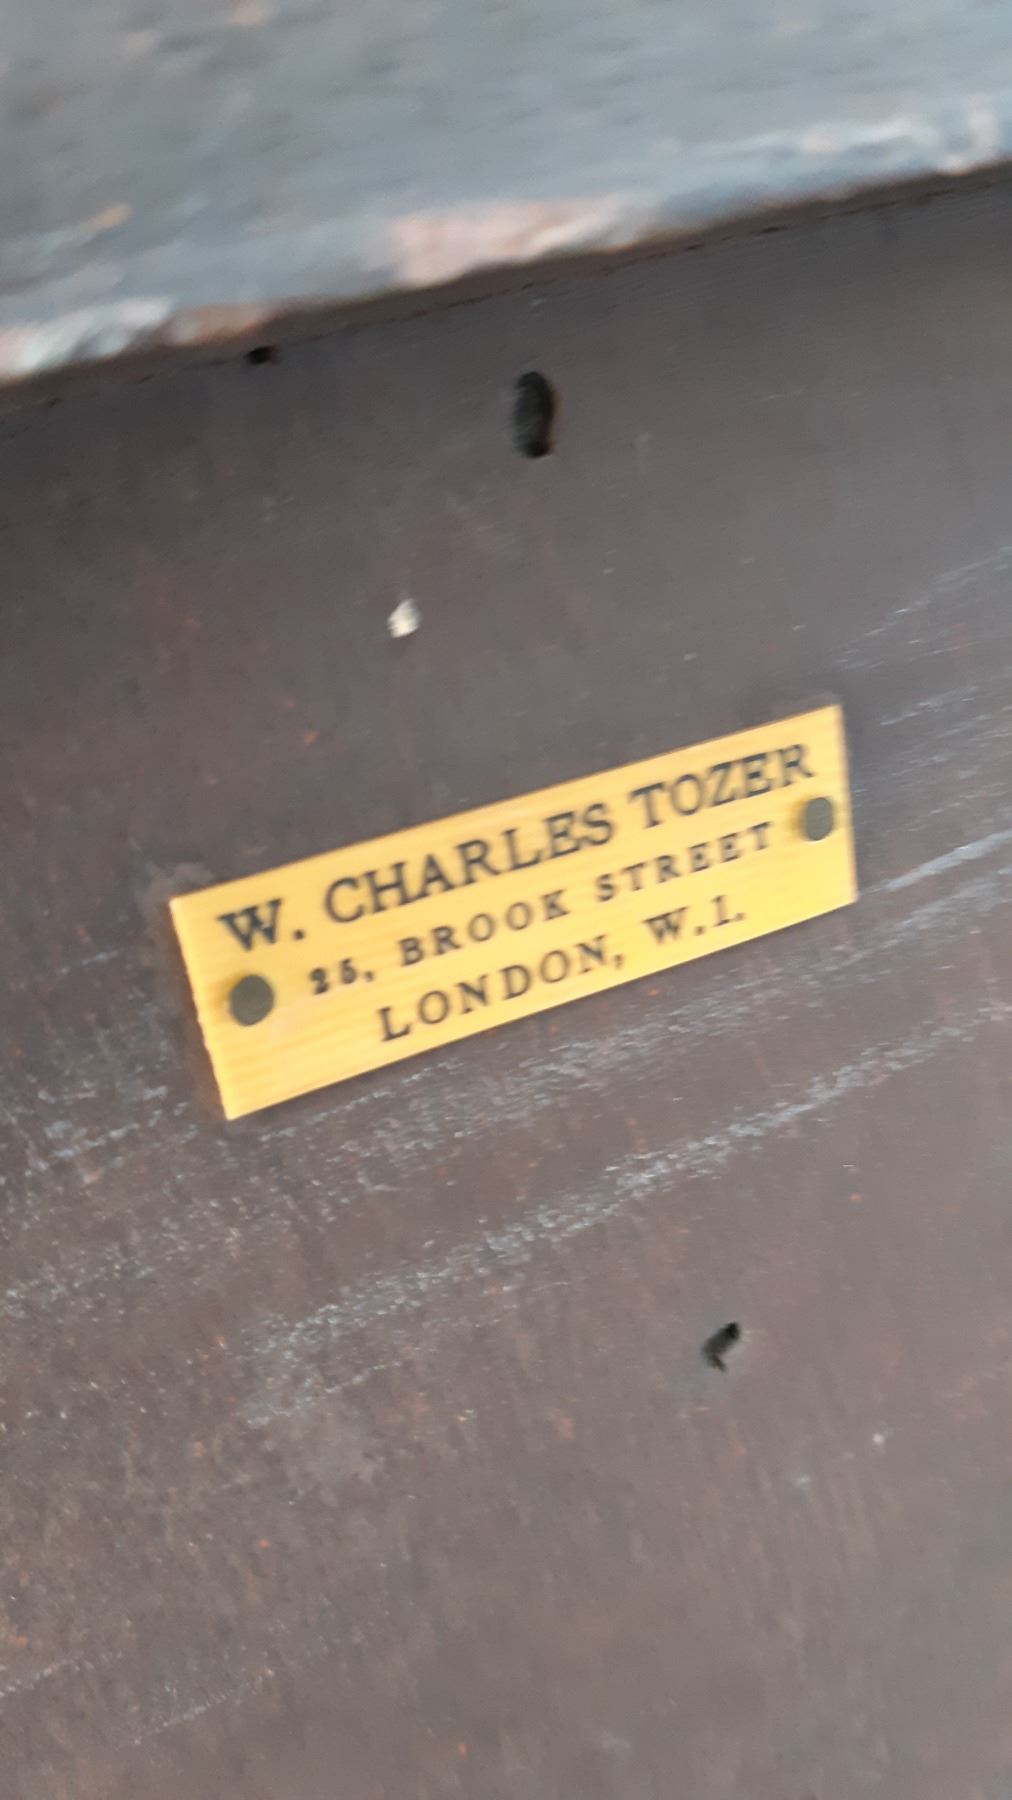 W. CHARLES TOZER
25, BROOK STREET
LONDON, W.1.